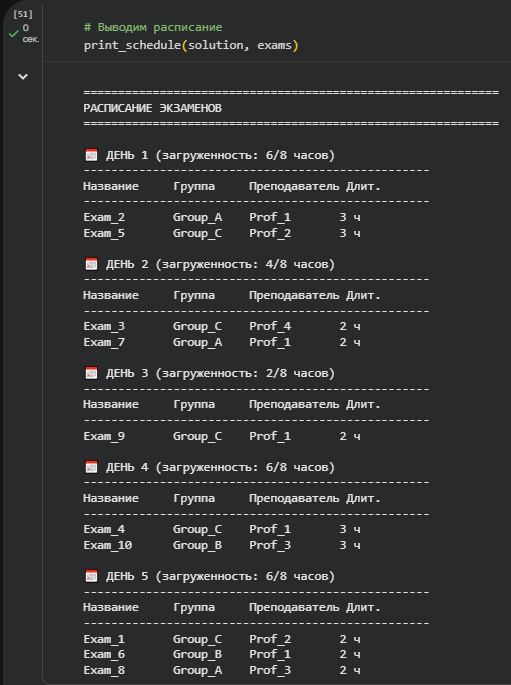 [51]
0
сек.
# Выводим расписание
print_schedule(solution, exams)
============================================================
РАСПИСАНИЕ ЭКЗАМЕНОВ
============================================================
📅 ДЕНЬ 1 (загруженность: 6/8 часов)
--------------------------------------------------
Название Группа Преподаватель Длит.
--------------------------------------------------
Exam_2 Group_A Prof_1 3 ч
Exam_5 Group_C Prof_2 3 ч
📅 ДЕНЬ 2 (загруженность: 4/8 часов)
--------------------------------------------------
Название Группа Преподаватель Длит.
--------------------------------------------------
Exam_3 Group_C Prof_4 2 ч
Exam_7 Group_A Prof_1 2 ч
📅 ДЕНЬ 3 (загруженность: 2/8 часов)
--------------------------------------------------
Название Группа Преподаватель Длит.
--------------------------------------------------
Exam_9 Group_C Prof_1 2 ч
📅 ДЕНЬ 4 (загруженность: 6/8 часов)
--------------------------------------------------
Название Группа Преподаватель Длит.
--------------------------------------------------
Exam_4 Group_C Prof_1 3 ч
Exam_10 Group_B Prof_3 3 ч
📅 ДЕНЬ 5 (загруженность: 6/8 часов)
--------------------------------------------------
Название Группа Преподаватель Длит.
--------------------------------------------------
Exam_1 Group_C Prof_2 2 ч
Exam_6 Group_B Prof_1 2 ч
Exam_8 Group_A Prof_3 2 ч